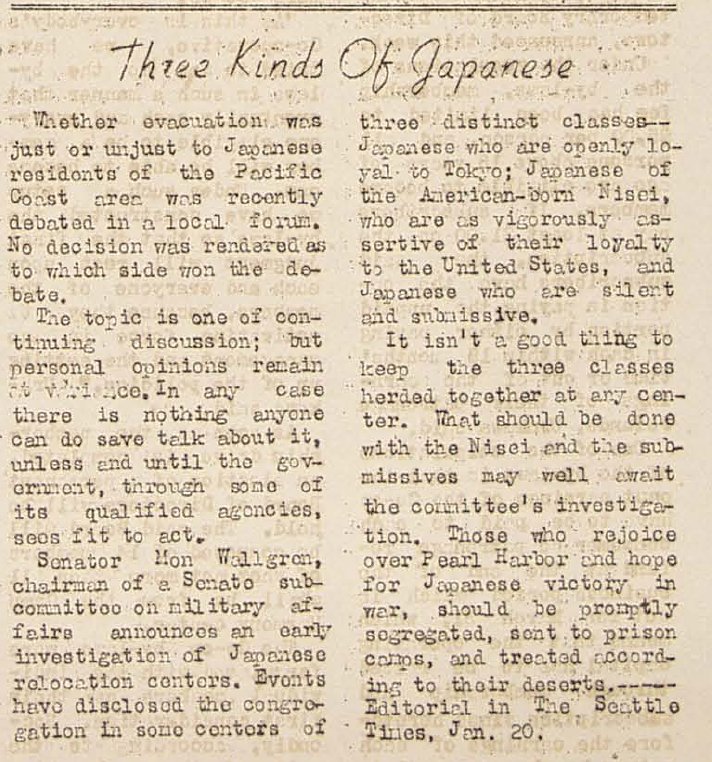 Three Kinds Of Japanese
Whether evacuation was
just or unjust to Japanese
residents of the Pacific
Coast area was recently
debated in a local forum.
No decision was rendered as
to which side won the de-
bate.
The topic is one of con-
tinuing discussion; but
personal opinions remain
at variance. In any case
there is nothing anyone
can do save talk about it,
unless and until the gov-
ernment, through some of
its qualified agencies,
sees fit to act.
Senator Mon Wallgren,
chairman of a Senate sub-
committee on military af-
fairs announces an early
investigation of Japanese
relocation centers. Events
have disclosed the congre-
gation in some centers of
three distinct classes--
Japanese who are openly lo-
yal to Tokyo; Japanese of
the American-born Nisei,
who are as vigorously as-
sertive of their loyalty
to the United States, and
Japanese who are silent
and submissive.
It isn't a good thing to
keep the three classes
herded together at any cen-
ter. What should be done
with the Nisei and the sub-
missives may well await
the committee's investiga-
tion. Those who rejoice
over Pearl Harbor and hope
for Japanese victory in
war, should be promptly
segregated, sent to prison
camps, and treated accord-
ing to their deserts.-----
Editorial in The Seattle
Times, Jan. 20.